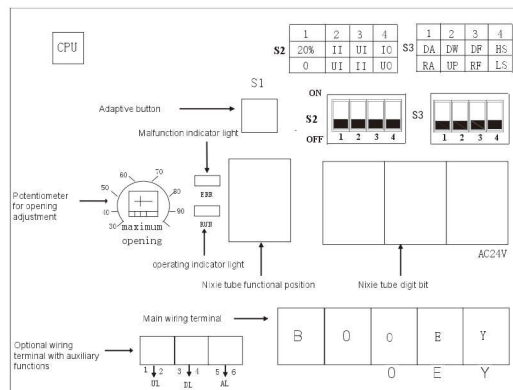 CPU
1 2 3 4
S2 20% II UI IO
0 UI II UO
S3 1 2 3 4
DA DW DF HS
RA UP RF LS
S1
Adaptive button
ON
S2
OFF
1 2 3 4
S3
1 2 3 4
Malfunction indicator light
Potentiometer
for opening
adjustment
30 40 50 60 70 80 90
maximum
opening
ERR
RUN
operating indicator light
AC24V
Nixie tube functional position
Nixie tube digit bit
Main wiring terminal
B O O E Y
O E Y
Optional wiring
terminal with auxiliary
functions
1 2 3 4 5 6
UL DL AL